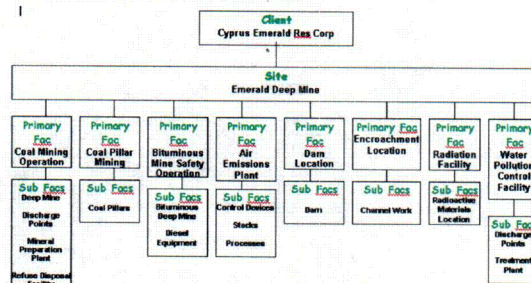 Client
Cyprus Emerald Res Corp
Site
Emerald Deep Mine
Primary
Fac
Coal Mining
Operation
Sub Facs
Deep Mine
Discharge
Points
Mineral
Preparation
Plant
Refuse Disposal
Primary
Fac
Coal Pillar
Mining
Sub Facs
Coal Pillars
Primary
Fac
Bituminous
Mine Safety
Operation
Sub Facs
Bituminous
Deep Mine
Diesel
Equipment
Primary
Fac
Air
Emissions
Plant
Sub Facs
Control Devices
Stacks
Processes
Primary
Fac
Dam
Location
Sub Facs
Dam
Primary Fac
Encroachment
Location
Sub Facs
Channel Work
Primary
Fac
Radiation
Facility
Sub Facs
Radioactive
Materials
Location
Primary
Fac
Water
Pollution
Control
Facility
Sub Facs
Discharge
Points
Treatment
Plant